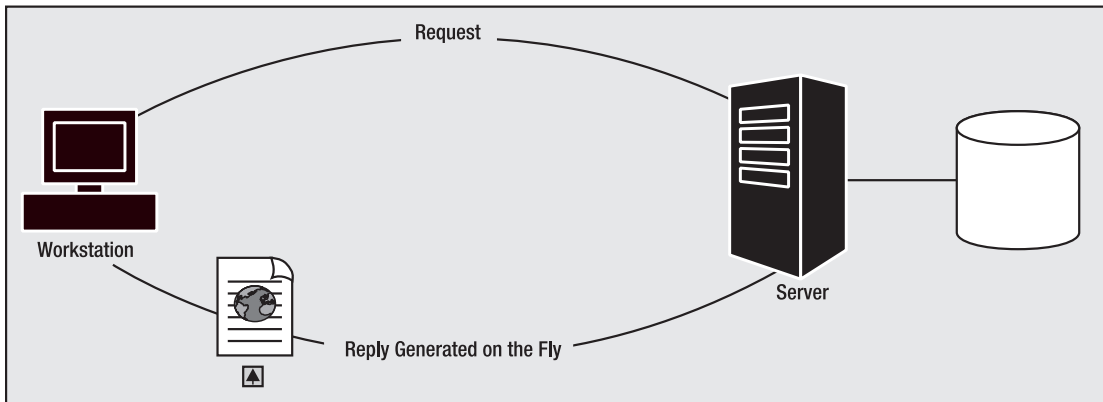 Request
Workstation
Server
Reply Generated on the Fly